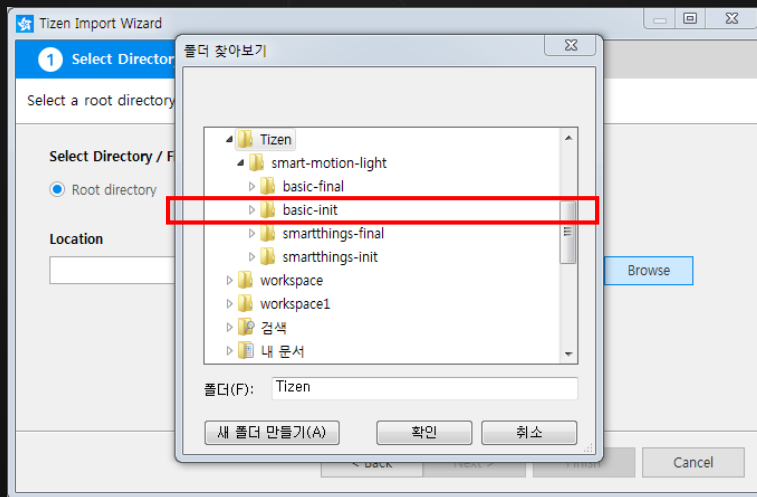 Tizen Import Wizard
폴더 찾아보기
1 Select Director
Select a root directory
Select Directory / F
Root directory
Location
Browse
Tizen
smart-motion-light
basic-final
basic-init
smartthings-final
smartthings-init
workspace
workspace1
검색
내 문서
폴더(F): Tizen
새 폴더 만들기(A) 확인 취소
< Back Next > Finish Cancel